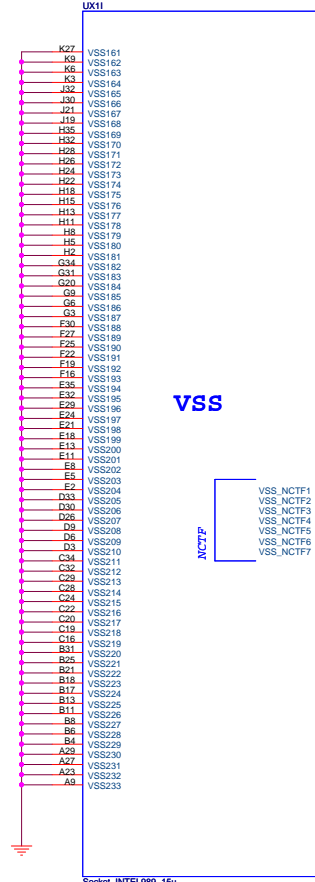 UX1I
K27 VSS161
K9 VSS162
K6 VSS163
K3 VSS164
J32 VSS165
J30 VSS166
J21 VSS167
J19 VSS168
H35 VSS169
H32 VSS170
H28 VSS171
H26 VSS172
H24 VSS173
H22 VSS174
H18 VSS175
H15 VSS176
H13 VSS177
H11 VSS178
H8 VSS179
H5 VSS180
H2 VSS181
G34 VSS182
G31 VSS183
G20 VSS184
G9 VSS185
G6 VSS186
G3 VSS187
F30 VSS188
F27 VSS189
F25 VSS190
F22 VSS191
F19 VSS192
F16 VSS193
E35 VSS194
E32 VSS195
E29 VSS196
E24 VSS197
E21 VSS198
E18 VSS199
E13 VSS200
E11 VSS201
E8 VSS202
E5 VSS203
E2 VSS204
D33 VSS205
D30 VSS206
D26 VSS207
D9 VSS208
D6 VSS209
D3 VSS210
C34 VSS211
C32 VSS212
C29 VSS213
C28 VSS214
C24 VSS215
C22 VSS216
C20 VSS217
C19 VSS218
C16 VSS219
B31 VSS220
B25 VSS221
B21 VSS222
B18 VSS223
B17 VSS224
B13 VSS225
B11 VSS226
B8 VSS227
B6 VSS228
B4 VSS229
A29 VSS230
A27 VSS231
A23 VSS232
A9 VSS233
VSS
NCTF
VSS_NCTF1
VSS_NCTF2
VSS_NCTF3
VSS_NCTF4
VSS_NCTF5
VSS_NCTF6
VSS_NCTF7
Socket_INTEL989_15u